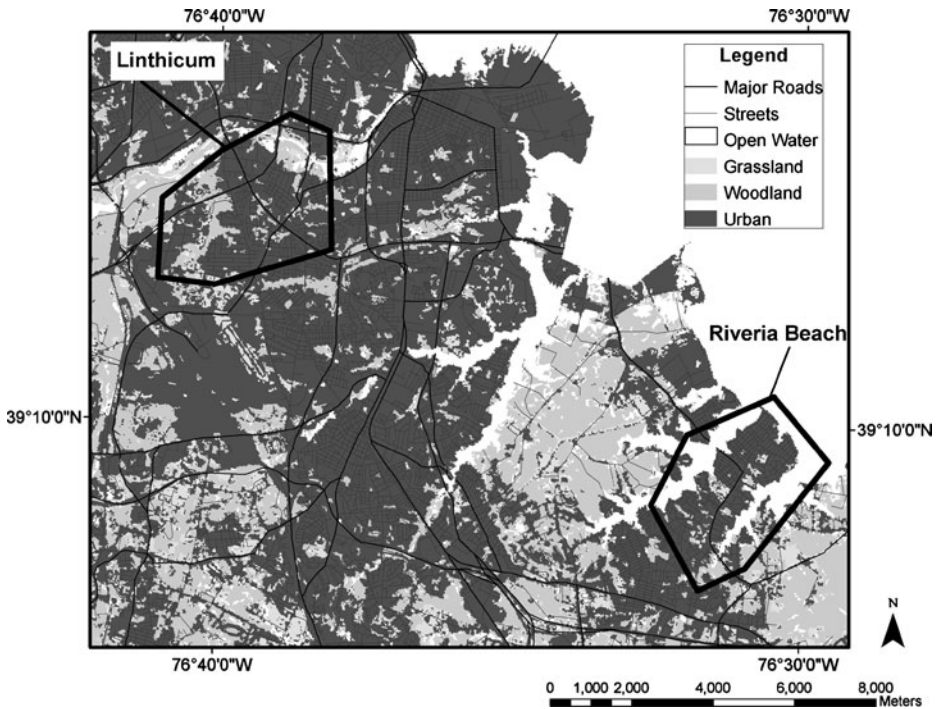 76°40'0"W
76°30'0"W
Linthicum
Legend
Major Roads
Streets
Open Water
Grassland
Woodland
Urban
Riveria Beach
39°10'0"N
39°10'0"N
N
76°40'0"W
76°30'0"W
0 1,000 2,000 4,000 6,000 8,000
Meters